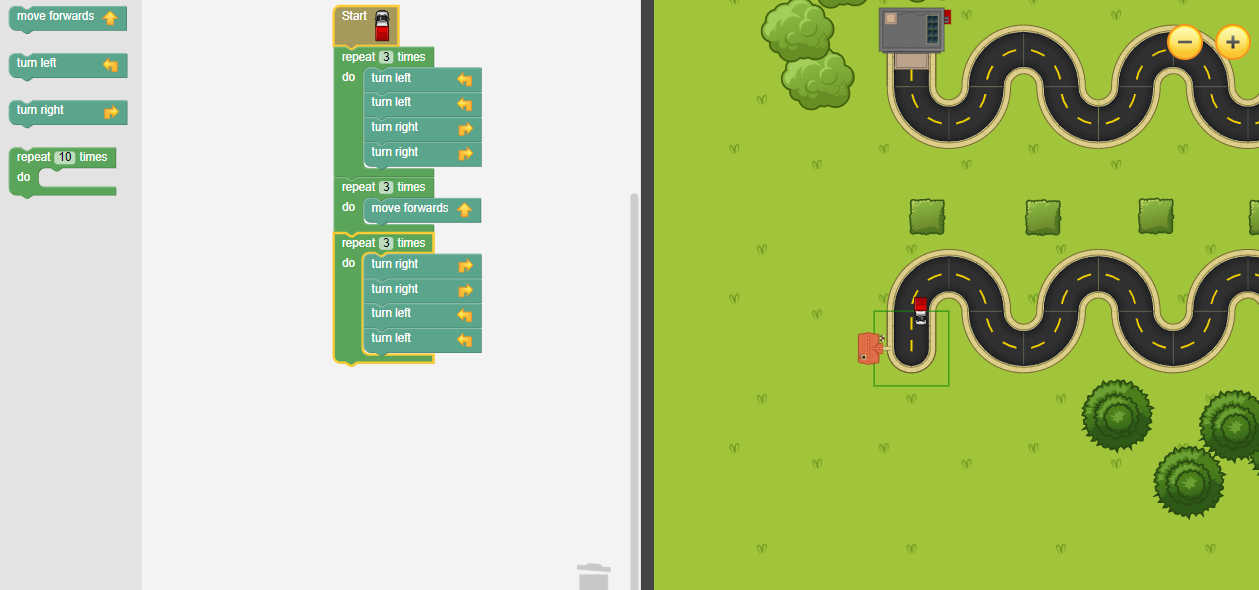 move forwards
turn left
turn right
repeat 10 times
do
Start
repeat 3 times
do
turn left
turn left
turn right
turn right
repeat 3 times
do move forwards
repeat 3 times
do
turn right
turn right
turn left
turn left